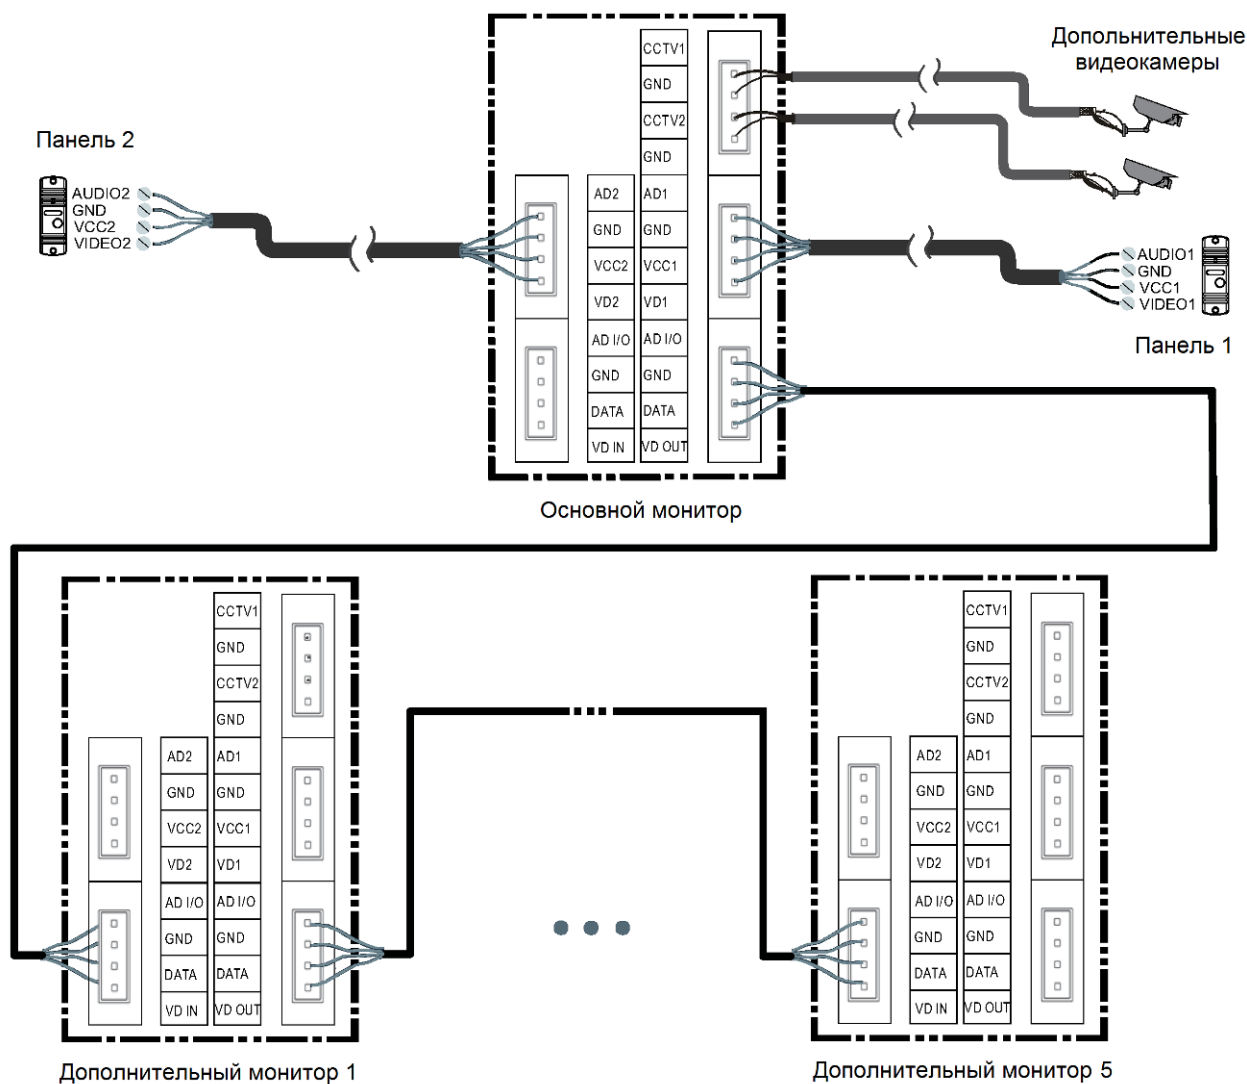 Допольнительные
видеокамеры
Панель 2
AUDIO2
GND
VCC2
VIDEO2
CCTV1
GND
CCTV2
GND
AD2 AD1
GND GND
VCC2 VCC1
VD2 VD1
AD I/O AD I/O
GND GND
DATA DATA
VD IN VD OUT
AUDIO1
GND
VCC1
VIDEO1
Панель 1
Основной монитор
CCTV1
GND
CCTV2
GND
AD2 AD1
GND GND
VCC2 VCC1
VD2 VD1
AD I/O AD I/O
GND GND
DATA DATA
VD IN VD OUT
Дополнительный монитор 1
CCTV1
GND
CCTV2
GND
AD2 AD1
GND GND
VCC2 VCC1
VD2 VD1
AD I/O AD I/O
GND GND
DATA DATA
VD IN VD OUT
Дополнительный монитор 5